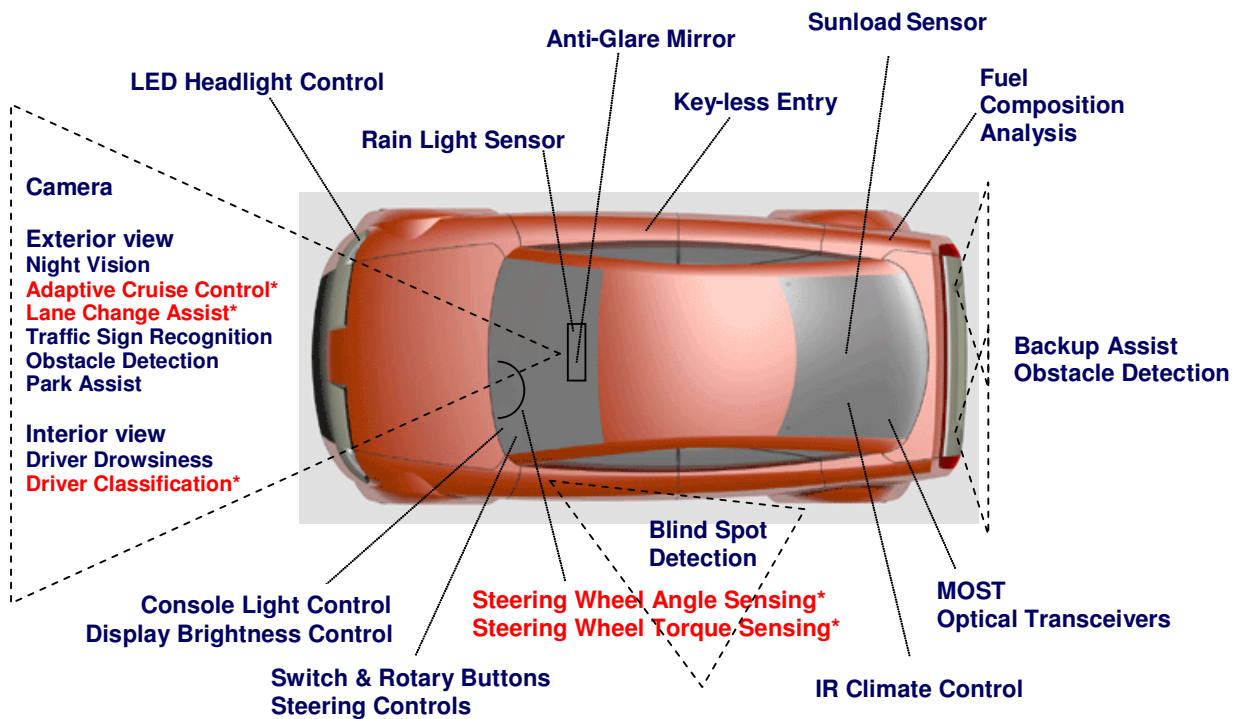 Sunload Sensor
Anti-Glare Mirror
LED Headlight Control
Fuel
Composition
Analysis
Key-less Entry
Rain Light Sensor
Camera
Exterior view
Night Vision
Adaptive Cruise Control*
Lane Change Assist*
Traffic Sign Recognition
Obstacle Detection
Park Assist
Interior view
Driver Drowsiness
Driver Classification*
Backup Assist
Obstacle Detection
Blind Spot
Detection
Console Light Control
Display Brightness Control
Steering Wheel Angle Sensing*
Steering Wheel Torque Sensing*
MOST
Optical Transceivers
Switch & Rotary Buttons
Steering Controls
IR Climate Control